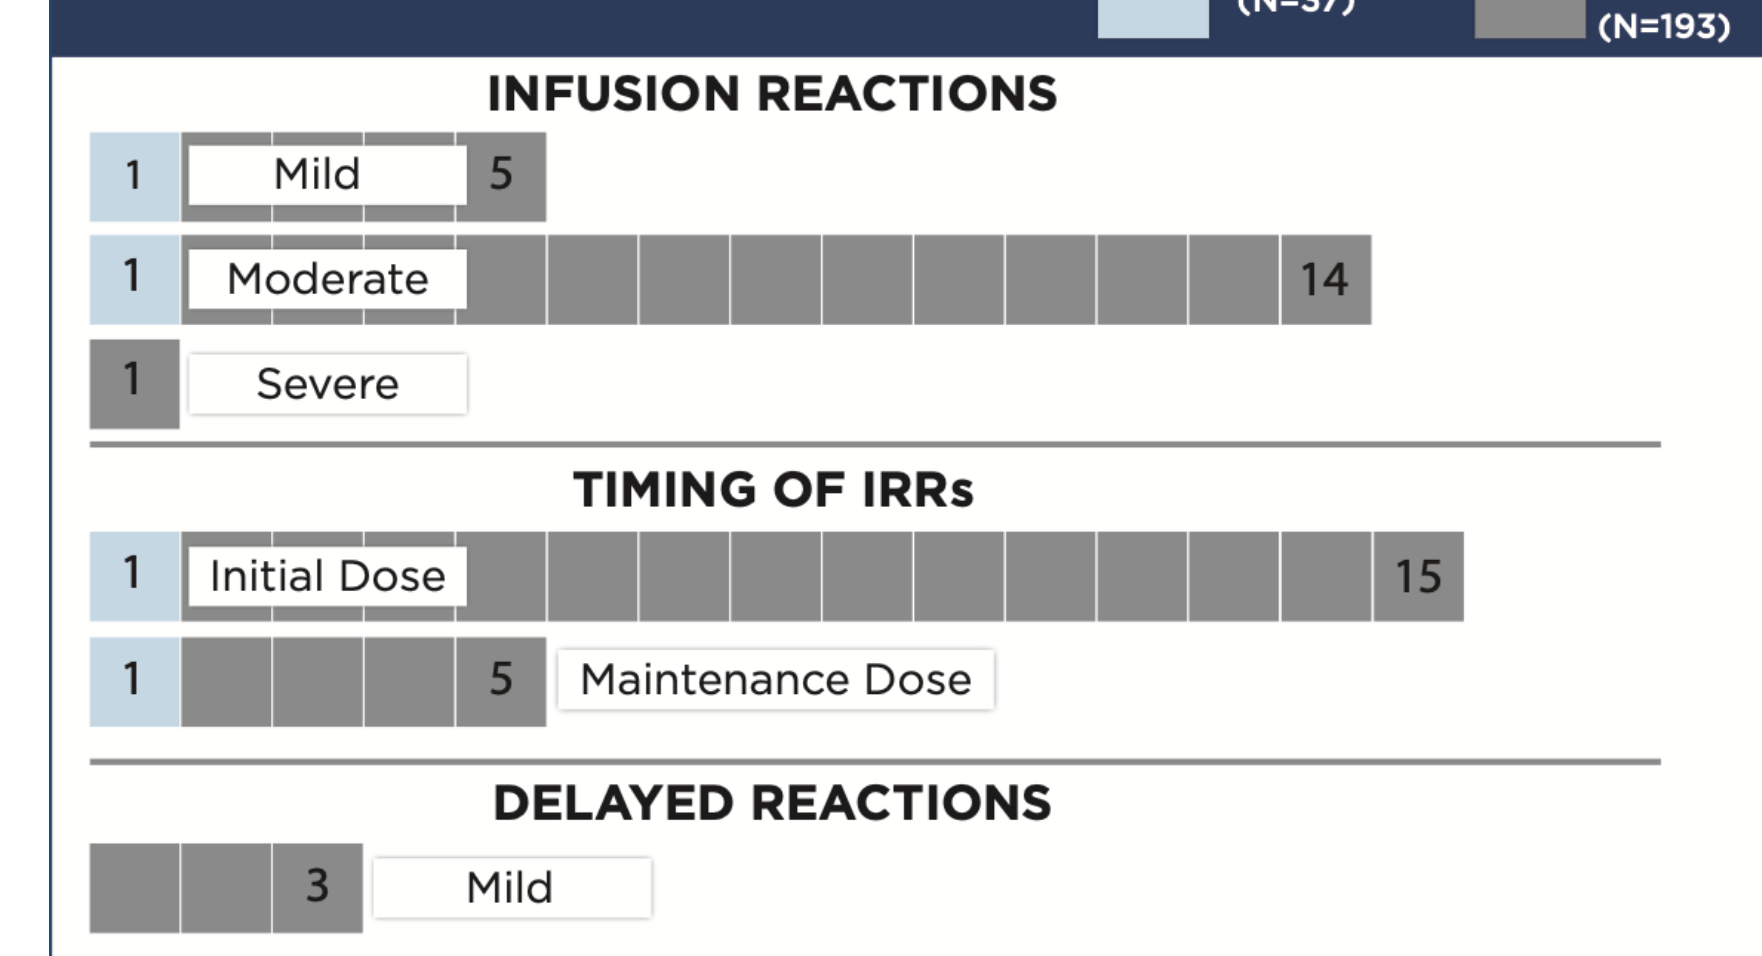 (N=37)
(N=193)
INFUSION REACTIONS
1 Mild 5
1 Moderate 14
1 Severe
TIMING OF IRRs
1 Initial Dose 15
1 5 Maintenance Dose
DELAYED REACTIONS
3 Mild